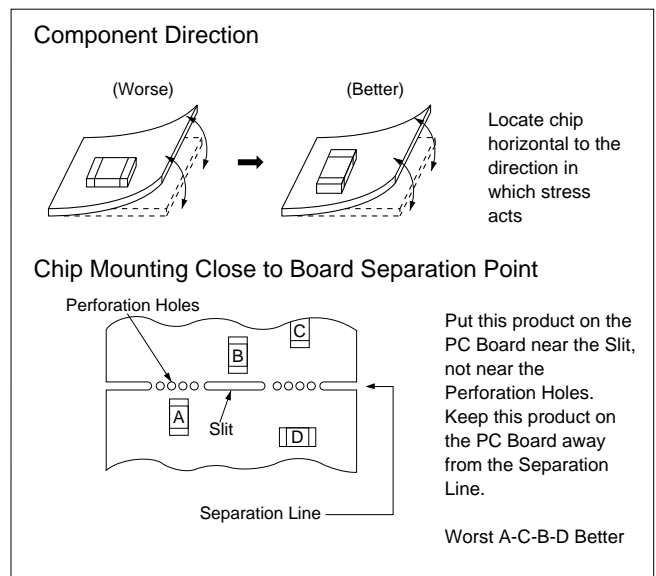 Component Direction
(Worse)
(Better)
Locate chip
horizontal to the
direction in
which stress
acts
Chip Mounting Close to Board Separation Point
Perforation Holes
C
B
A
Slit
D
Separation Line
Put this product on the
PC Board near the Slit,
not near the
Perforation Holes.
Keep this product on
the PC Board away
from the Separation
Line.
Worst A-C-B-D Better